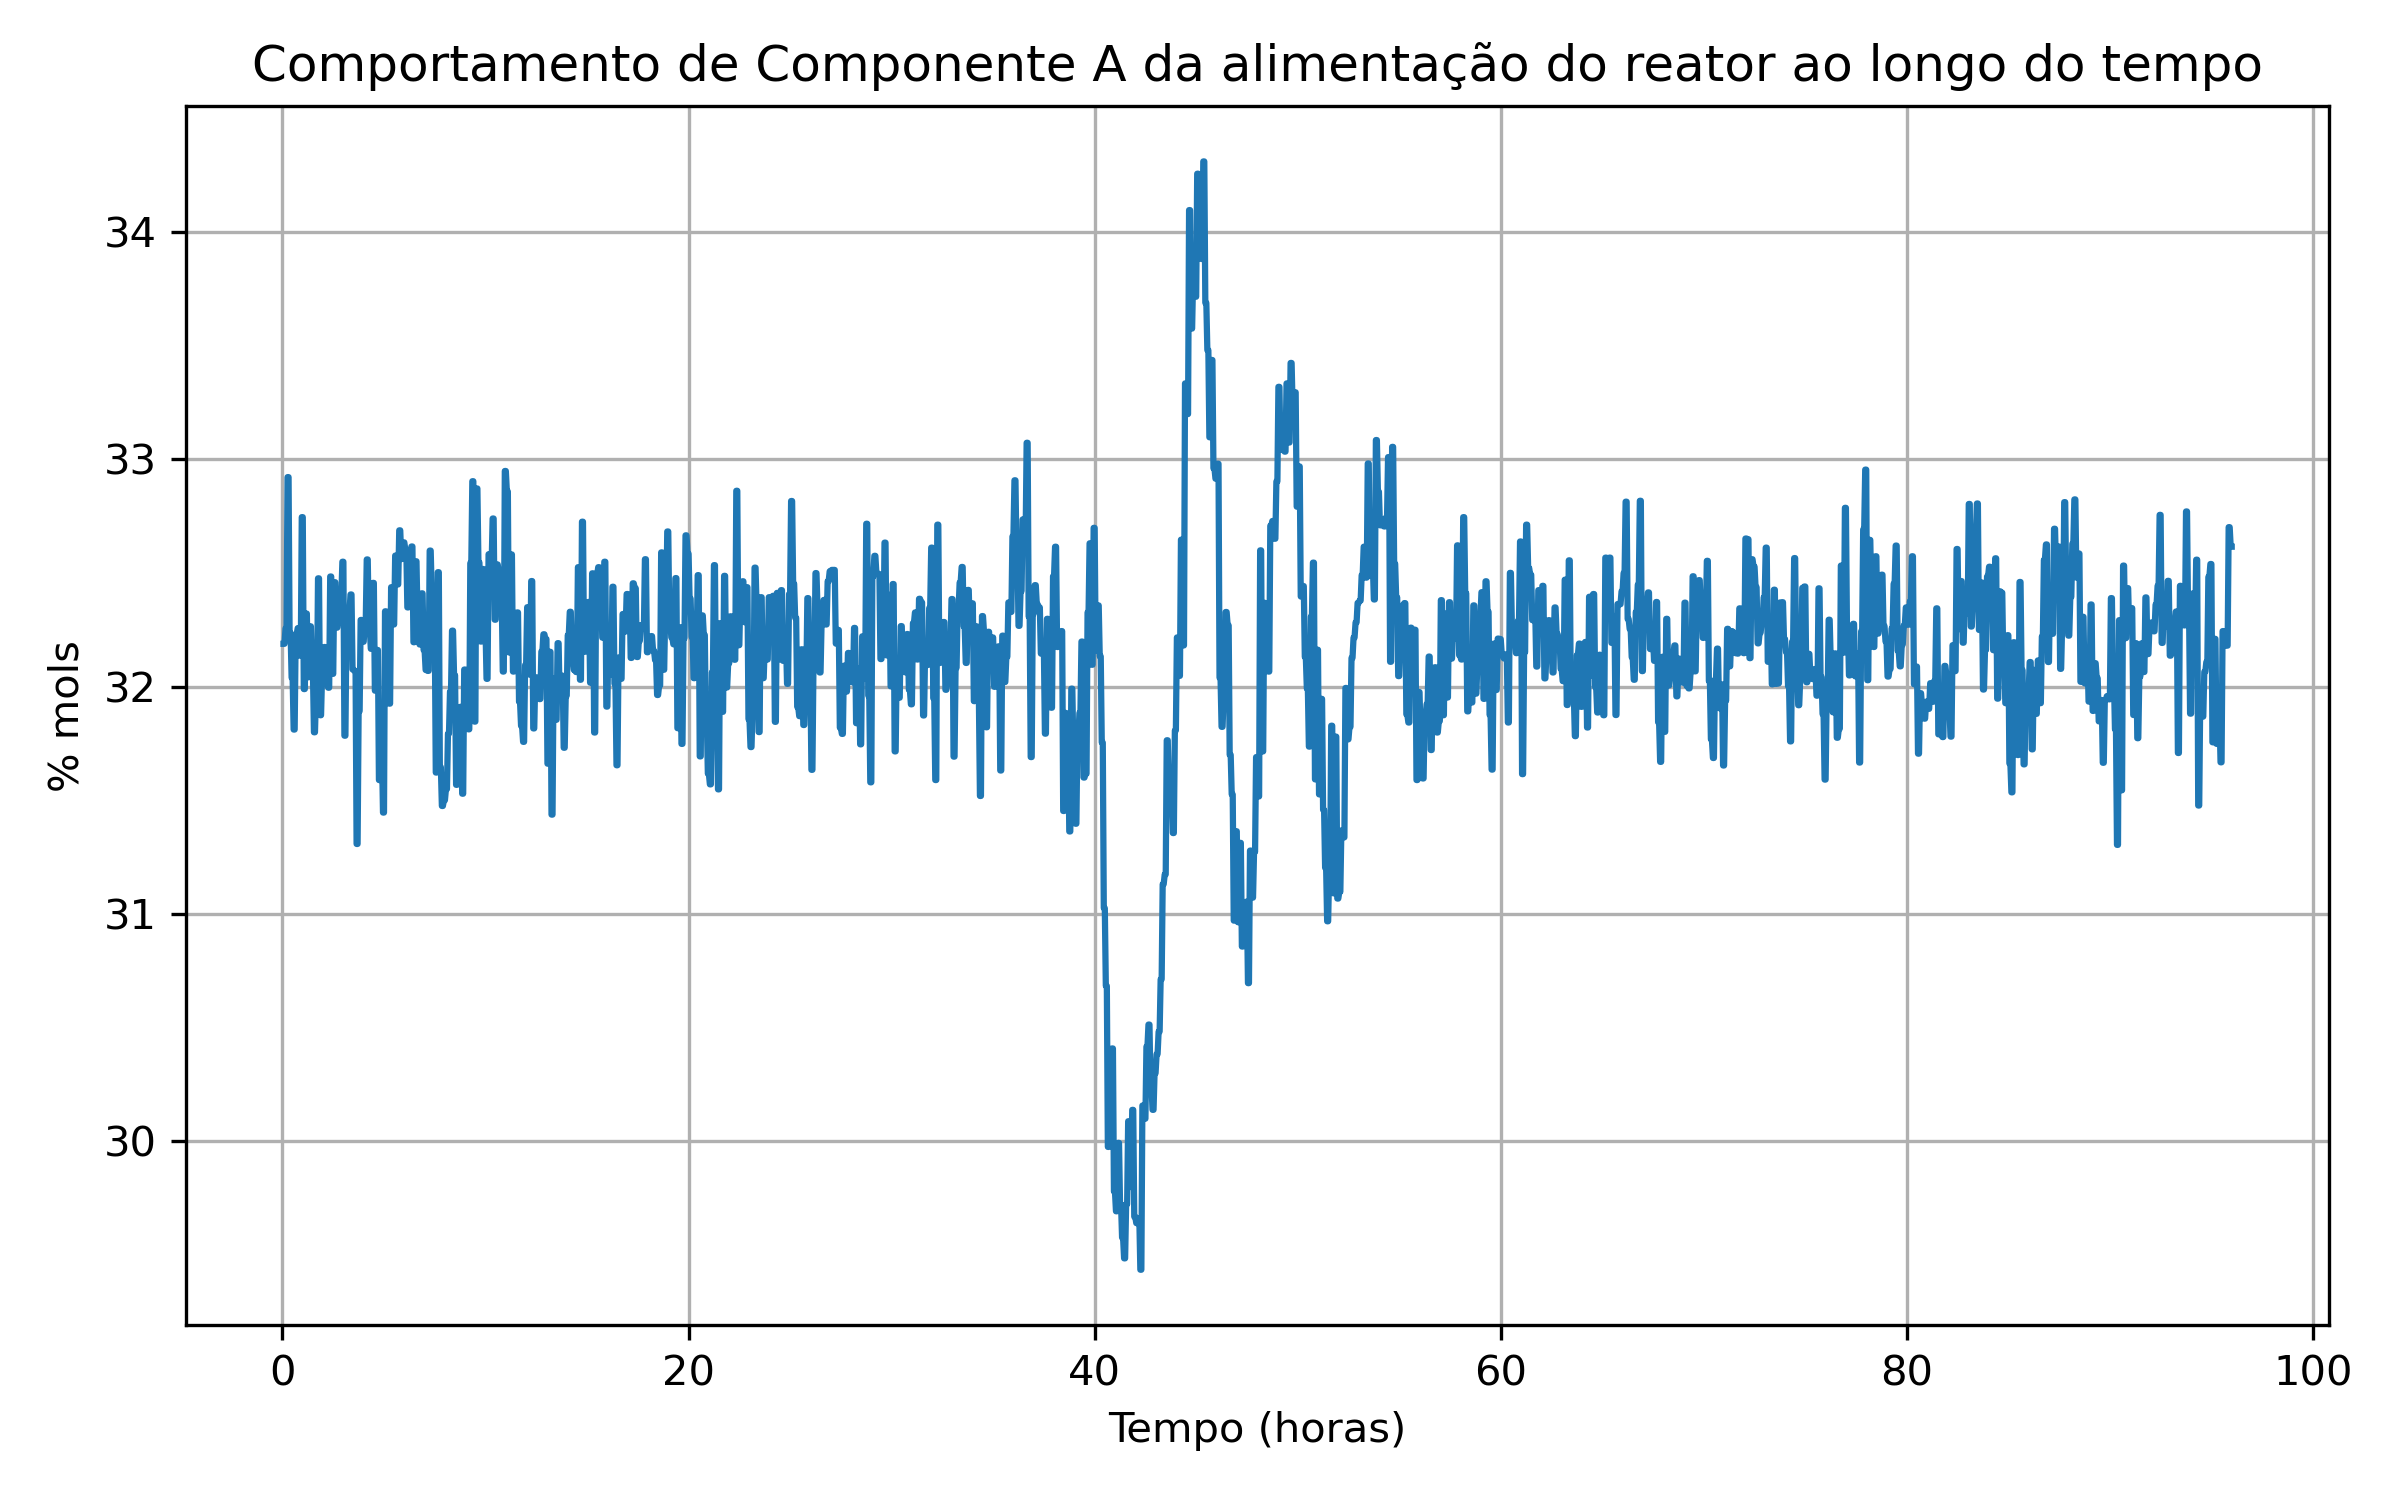 Comportamento de Componente A da alimentação do reator ao longo do tempo
34
33
32
31
30
% mols
0 20 40 60 80 100
Tempo (horas)